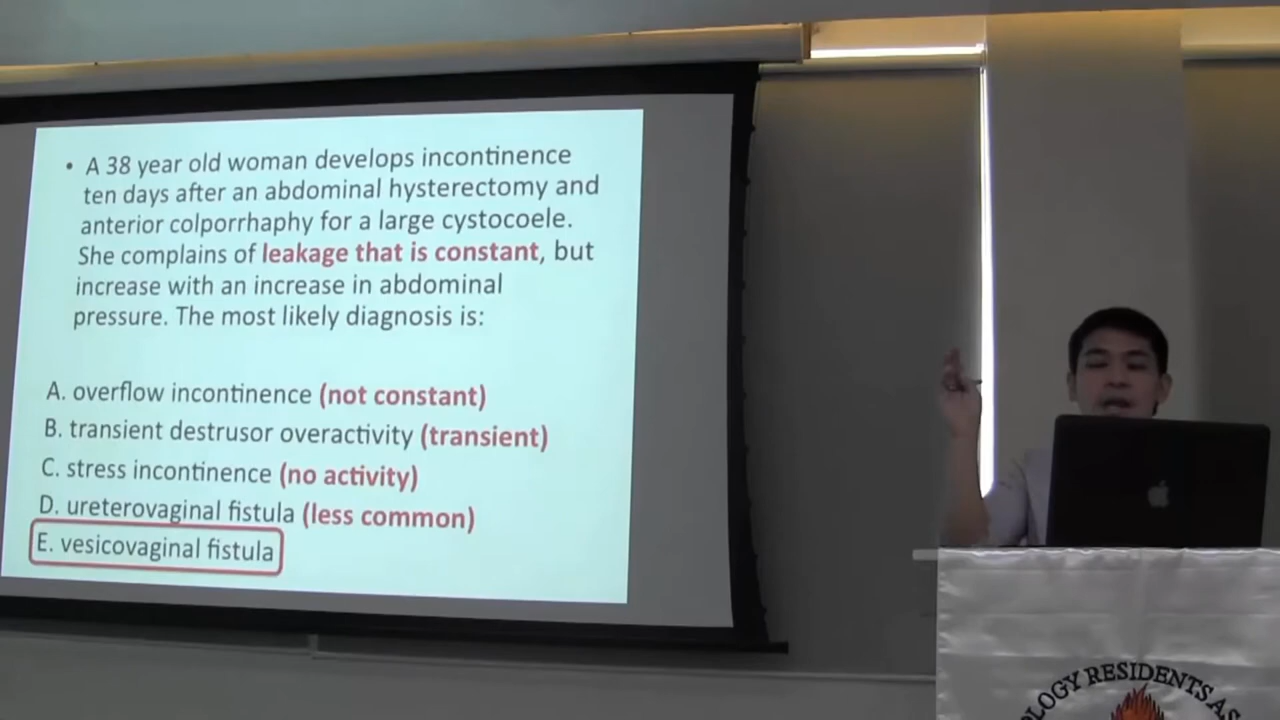 • A 38 year old woman develops incontinence
ten days after an abdominal hysterectomy and
anterior colporrhaphy for a large cystocoele.
She complains of leakage that is constant, but
increase with an increase in abdominal
pressure. The most likely diagnosis is:
A. overflow incontinence (not constant)
B. transient destrusor overactivity (transient)
C. stress incontinence (no activity)
D. ureterovaginal fistula (less common)
E. vesicovaginal fistula
OLOGY RESIDENTS AS